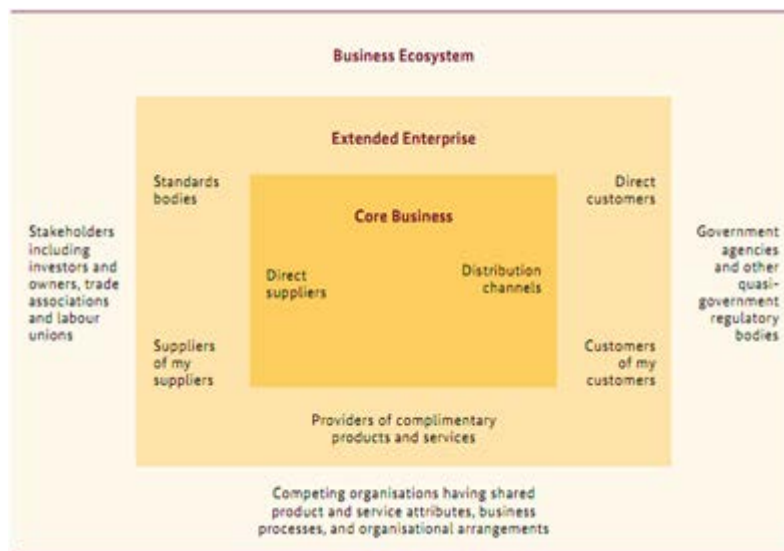 Business Ecosystem
Extended Enterprise
Standards
bodies
Direct
customers
Core Business
Stakeholders
including
investors and
owners, trade
associations
and labour
unions
Direct
suppliers
Distribution
channels
Government
agencies
and other
quasi-
government
regulatory
bodies
Suppliers
of my
suppliers
Customers
of my
customers
Providers of complimentary
products and services
Competing organisations having shared
product and service attributes, business
processes, and organisational arrangements